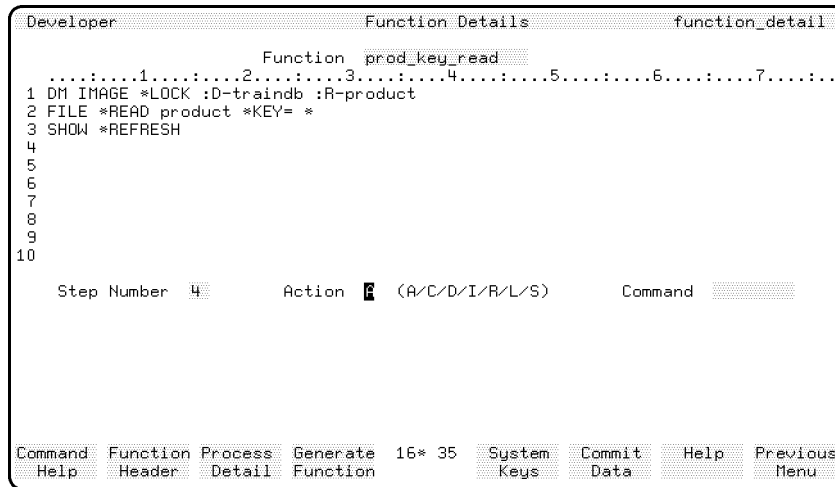 Developer Function Details function_detail
Function prod_key_read
....:....1....:....2....:....3....:....4....:....5....:....6....:....7....:..
1 DM IMAGE *LOCK :D-traindb :R-product
2 FILE *READ product *KEY= *
3 SHOW *REFRESH
4
5
6
7
8
9
10
Step Number 4 Action A (A/C/D/I/R/L/S) Command
Command Function Process Generate 16* 35 System Commit Help Previous
Help Header Detail Function Keys Data Menu